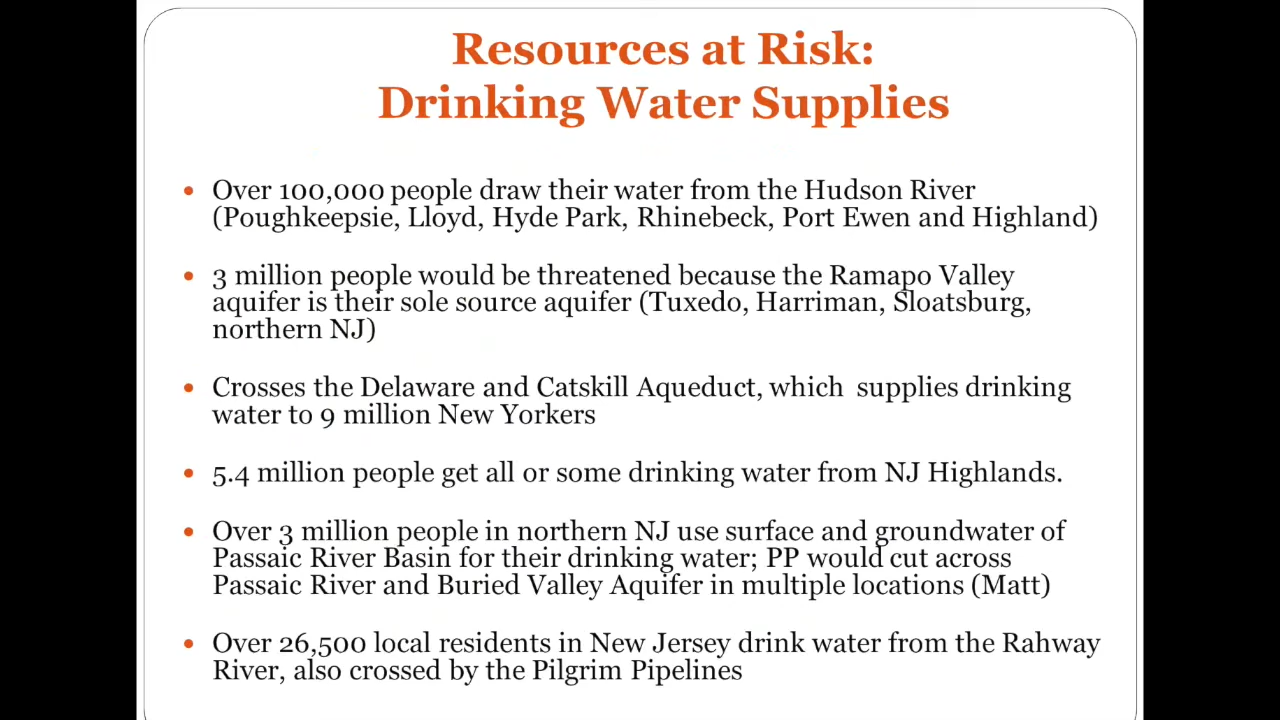 Resources at Risk:
Drinking Water Supplies
• Over 100,000 people draw their water from the Hudson River
(Poughkeepsie, Lloyd, Hyde Park, Rhinebeck, Port Ewen and Highland)
• 3 million people would be threatened because the Ramapo Valley
aquifer is their sole source aquifer (Tuxedo, Harriman, Sloatsburg,
northern NJ)
• Crosses the Delaware and Catskill Aqueduct, which  supplies drinking
water to 9 million New Yorkers
• 5.4 million people get all or some drinking water from NJ Highlands.
• Over 3 million people in northern NJ use surface and groundwater of
Passaic River Basin for their drinking water; PP would cut across
Passaic River and Buried Valley Aquifer in multiple locations (Matt)
• Over 26,500 local residents in New Jersey drink water from the Rahway
River, also crossed by the Pilgrim Pipelines